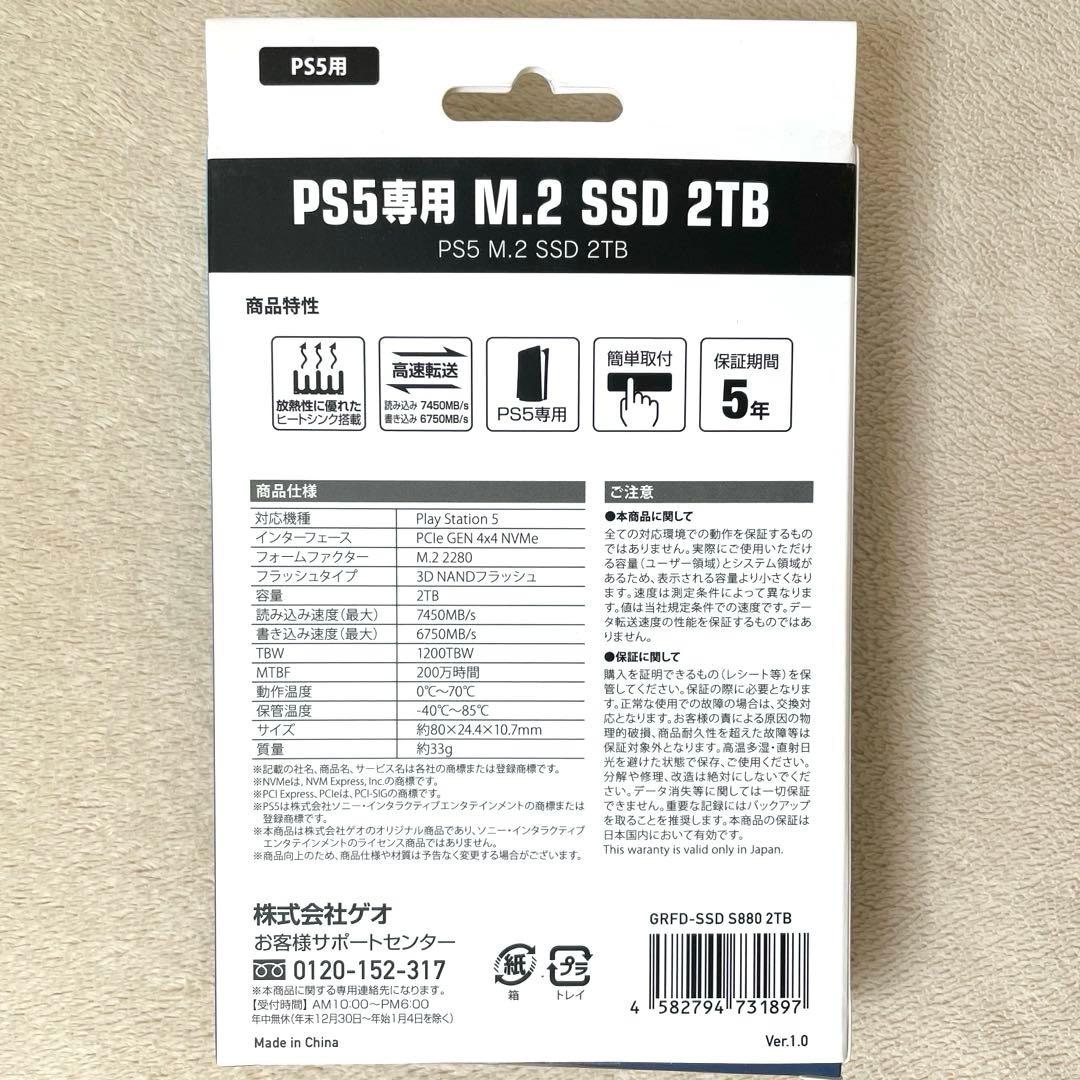 PS5用
PS5専用 M.2 SSD 2TB
PS5 M.2 SSD 2TB
商品特性
放熱性に優れた
ヒートシンク搭載
高速転送
読み込み 7450MB/s
書き込み 6750MB/s
PS5専用
簡単取付
保証期間
5年
商品仕様
対応機種 Play Station 5
インターフェース PCIe GEN 4x4 NVMe
フォームファクター M.2 2280
フラッシュタイプ 3D NANDフラッシュ
容量 2TB
読み込み速度(最大) 7450MB/s
書き込み速度(最大) 6750MB/s
TBW 1200TBW
MTBF 200万時間
動作温度 0℃～70℃
保管温度 -40℃～85℃
サイズ 約80×24.4×10.7mm
質量 約33g
※記載の社名、商品名、サービス名は各社の商標または登録商標です。
※NVMeは、NVM Express, Inc.の商標です。
※PCI Express、PCIeは、PCI-SIGの商標です。
※PS5は株式会社ソニー・インタラクティブエンタテインメントの商標または
登録商標です。
※本商品は株式会社ゲオのオリジナル商品であり、ソニー・インタラクティブ
エンタテインメントのライセンス商品ではありません。
※商品向上のため、商品仕様や材質は予告なく変更する場合がございます。
ご注意
●本商品に関して
全ての対応環境での動作を保証するもの
ではありません。実際にご使用いただけ
る容量(ユーザー領域)とシステム領域が
あるため、表示される容量より小さくなり
ます。速度は測定条件によって異なりま
す。値は当社規定条件での速度です。デー
タ転送速度の性能を保証するものではあ
りません。
●保証に関して
購入を証明できるもの(レシート等)を保
管してください。保証の際に必要となりま
す。正常な使用での故障の場合は、交換対
応となります。お客様の責による原因の物
理的破損、商品耐久性を超えた故障等は
保証対象外となります。高温多湿・直射日
光を避けた状態で保存、ご使用ください。
分解や修理、改造は絶対にしないでくだ
さい。データ消失等に関しては一切保証
できません。重要な記録にはバックアップ
を取ることを推奨します。本商品の保証は
日本国内において有効です。
This waranty is valid only in Japan.
株式会社ゲオ
お客様サポートセンター
0120-152-317
※本商品に関する専用連絡先になります。
【受付時間】AM10:00～PM6:00
年中無休(年末12月30日～年始1月4日を除く)
Made in China
紙
箱
プラ
トレイ
GRFD-SSD S880 2TB
4 582794 731897
Ver.1.0